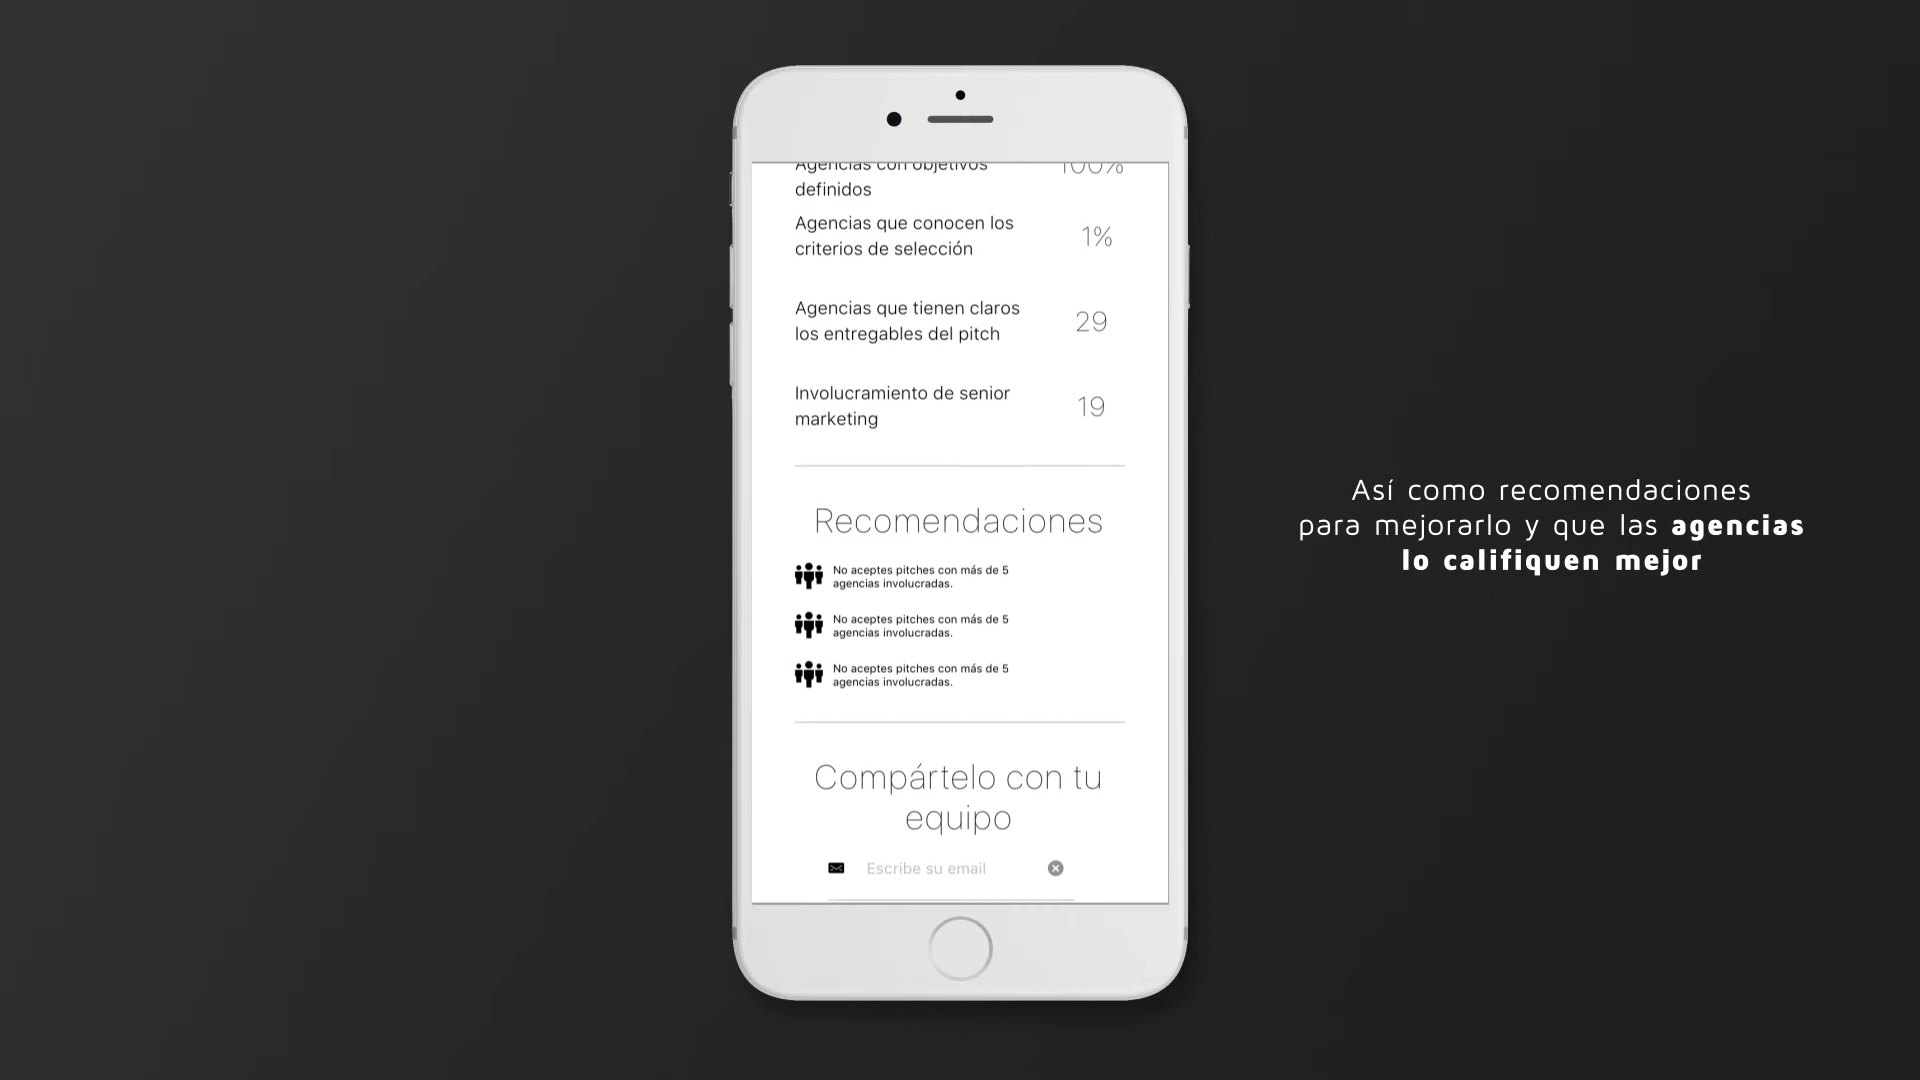 Agencias con objetivos
definidos
100%
Agencias que conocen los
criterios de selección
1%
Agencias que tienen claros
los entregables del pitch
29
Involucramiento de senior
marketing
19
Recomendaciones
No aceptes pitches con más de 5
agencias involucradas.
No aceptes pitches con más de 5
agencias involucradas.
No aceptes pitches con más de 5
agencias involucradas.
Compártelo con tu
equipo
Escribe su email
Así como recomendaciones
para mejorarlo y que las agencias
lo califiquen mejor